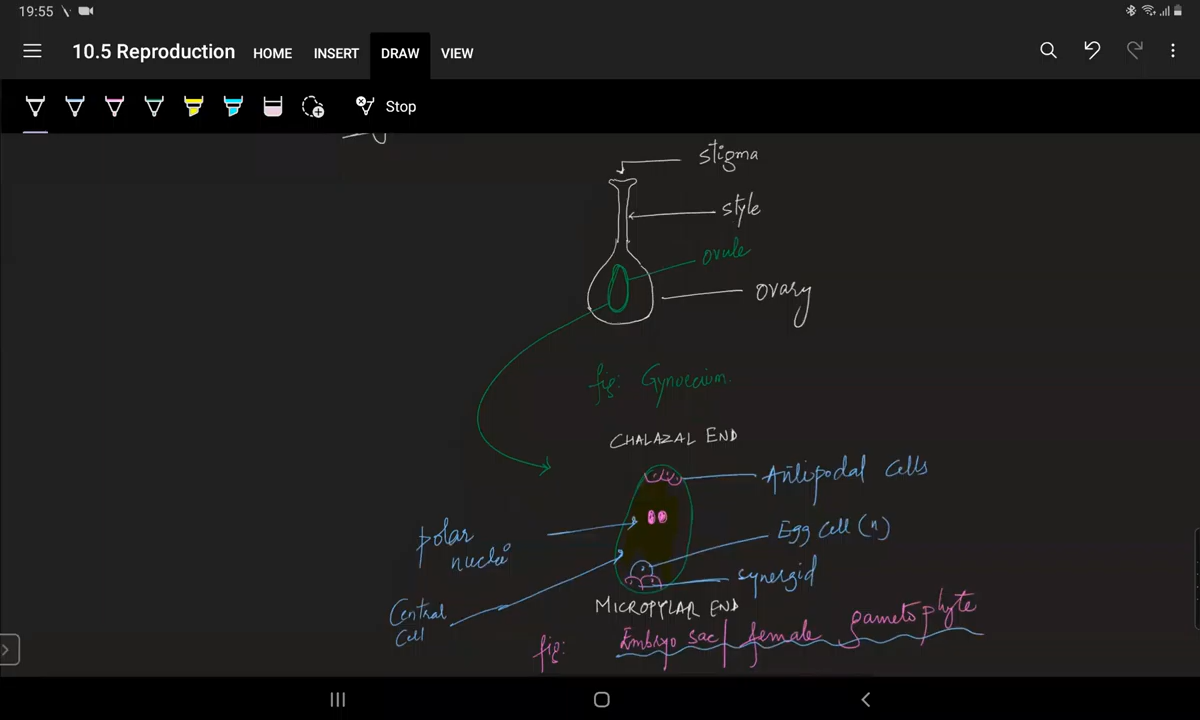 19:55
10.5 Reproduction HOME INSERT DRAW VIEW
Stop
stigma
style
ovule
ovary
fig: Gynoecium.
CHALAZAL END
Antipodal cells
polar
nuclei
Egg cell (n)
synergid
Central
cell
MICROPYLAR END
fig: Embryo sac / female gametophyte